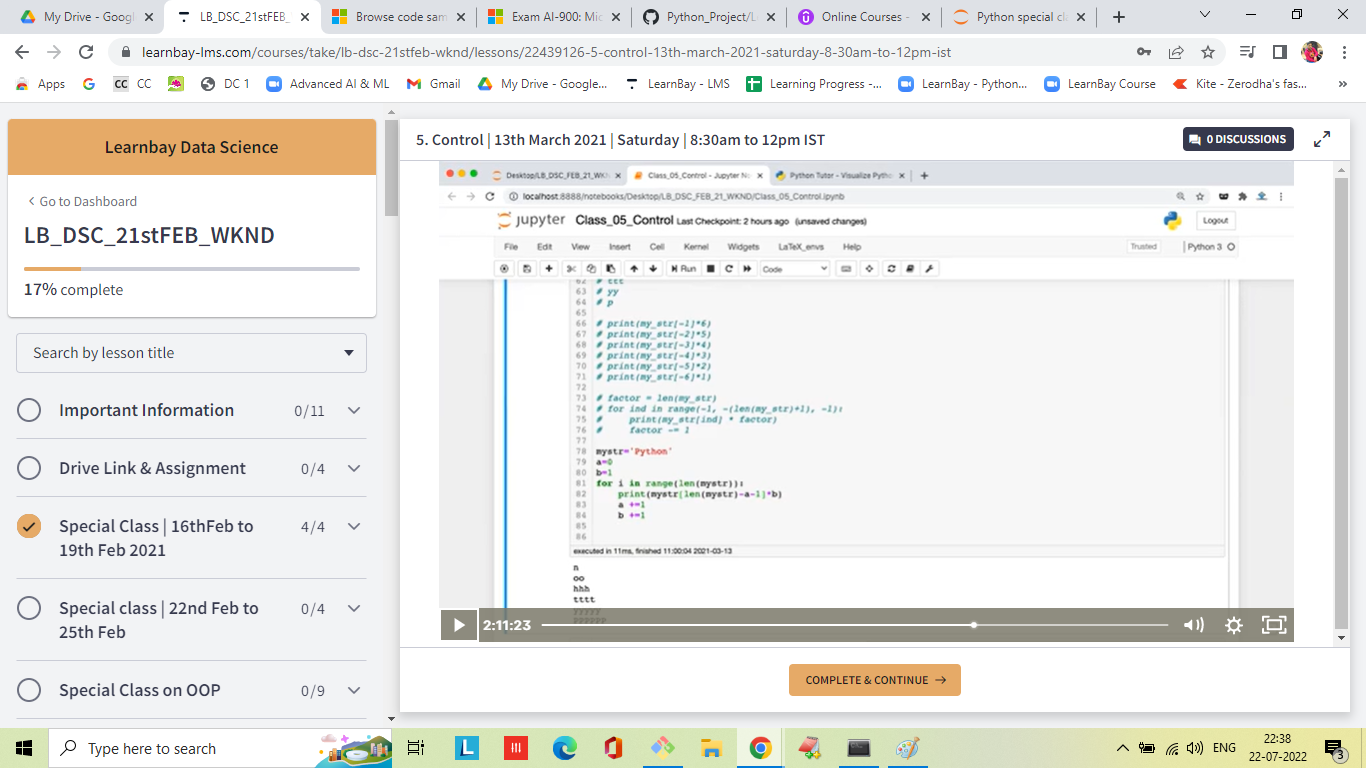 My Drive - Googl
LB_DSC_21stFEB_
Browse code sam
Exam AI-900: Mic
Python_Project/L
Online Courses -
Python special cl
learnbay-lms.com/courses/take/lb-dsc-21stfeb-wknd/lessons/22439126-5-control-13th-march-2021-saturday-8-30am-to-12pm-ist
Apps
G
CC CC
DC 1
Advanced AI & ML
Gmail
My Drive - Google...
LearnBay - LMS
Learning Progress -...
LearnBay - Python...
LearnBay Course
Kite - Zerodha's fas...
»
Learnbay Data Science
< Go to Dashboard
LB_DSC_21stFEB_WKND
17% complete
Search by lesson title
Important Information 0/11
Drive Link & Assignment 0/4
Special Class | 16thFeb to 4/4
19th Feb 2021
Special class | 22nd Feb to 0/4
25th Feb
Special Class on OOP 0/9
5. Control | 13th March 2021 | Saturday | 8:30am to 12pm IST
0 DISCUSSIONS
Desktop/LB_DSC_FEB_21_WKN
Class_05_Control - Jupyter No
Python Tutor - Visualize Pytho
localhost:8888/notebooks/Desktop/LB_DSC_FEB_21_WKND/Class_05_Control.ipynb
jupyter Class_05_Control Last Checkpoint: 2 hours ago (unsaved changes)
Logout
File Edit View Insert Cell Kernel Widgets LaTeX_envs Help
Trusted
Python 3
Run
Code
62 # ttt
63 # yy
64 # p
65
66 # print(my_str[-1]*6)
67 # print(my_str[-2]*5)
68 # print(my_str[-3]*4)
69 # print(my_str[-4]*3)
70 # print(my_str[-5]*2)
71 # print(my_str[-6]*1)
72
73 # factor = len(my_str)
74 # for ind in range(-1, -(len(my_str)+1), -1):
75 # print(my_str[ind] * factor)
76 # factor -= 1
77
78 mystr='Python'
79 a=0
80 b=1
81 for i in range(len(mystr)):
82 print(mystr[len(mystr)-a-1]*b)
83 a +=1
84 b +=1
85
86
executed in 11ms, finished 11:00:04 2021-03-13
n
oo
hhh
tttt
yyyyy
2:11:23
COMPLETE & CONTINUE →
Type here to search
L
ENG
22:38
22-07-2022
3